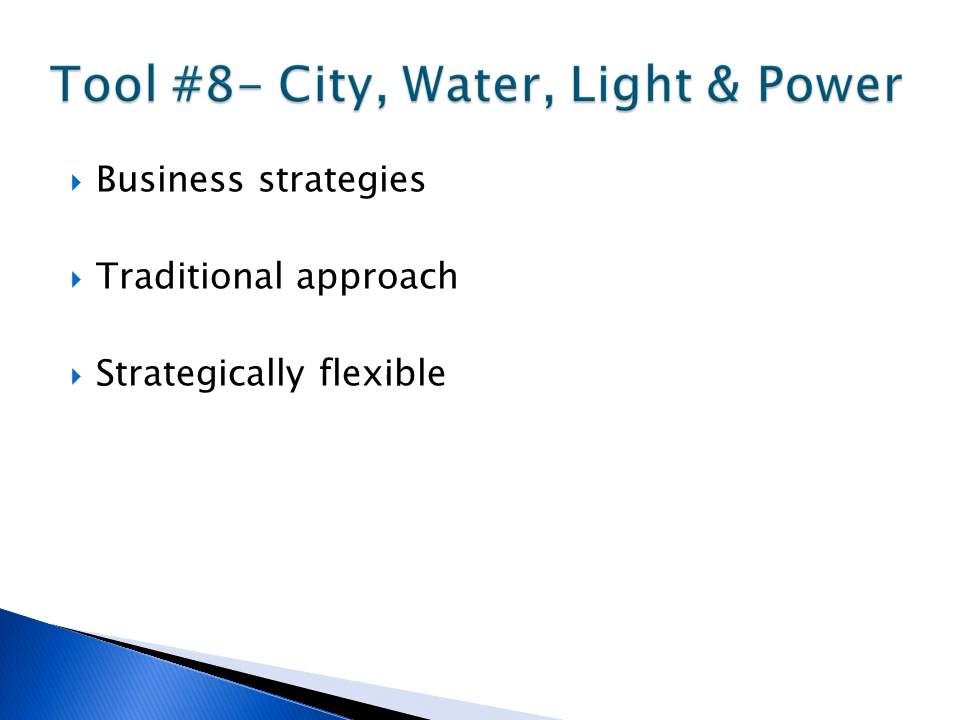 Tool #8- City, Water, Light & Power
Business strategies
Traditional approach
Strategically flexible